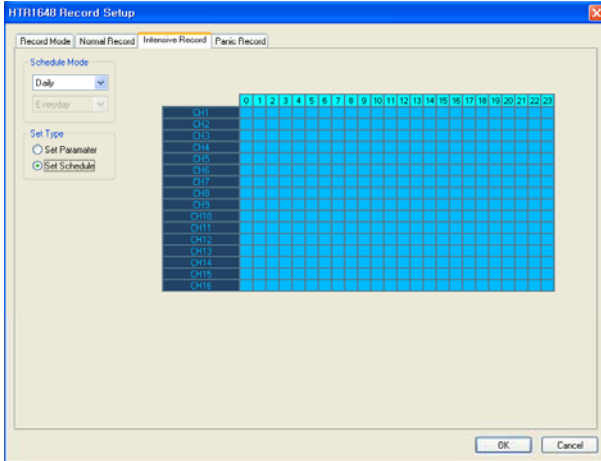 HTR1648 Record Setup
Record Mode Normal Record Intensive Record Panic Record
Schedule Mode
Daily
Everyday
Set Type
Set Paramater
Set Schedule
0 1 2 3 4 5 6 7 8 9 10 11 12 13 14 15 16 17 18 19 20 21 22 23
CH1
CH2
CH3
CH4
CH5
CH6
CH7
CH8
CH9
CH10
CH11
CH12
CH13
CH14
CH15
CH16
OK Cancel